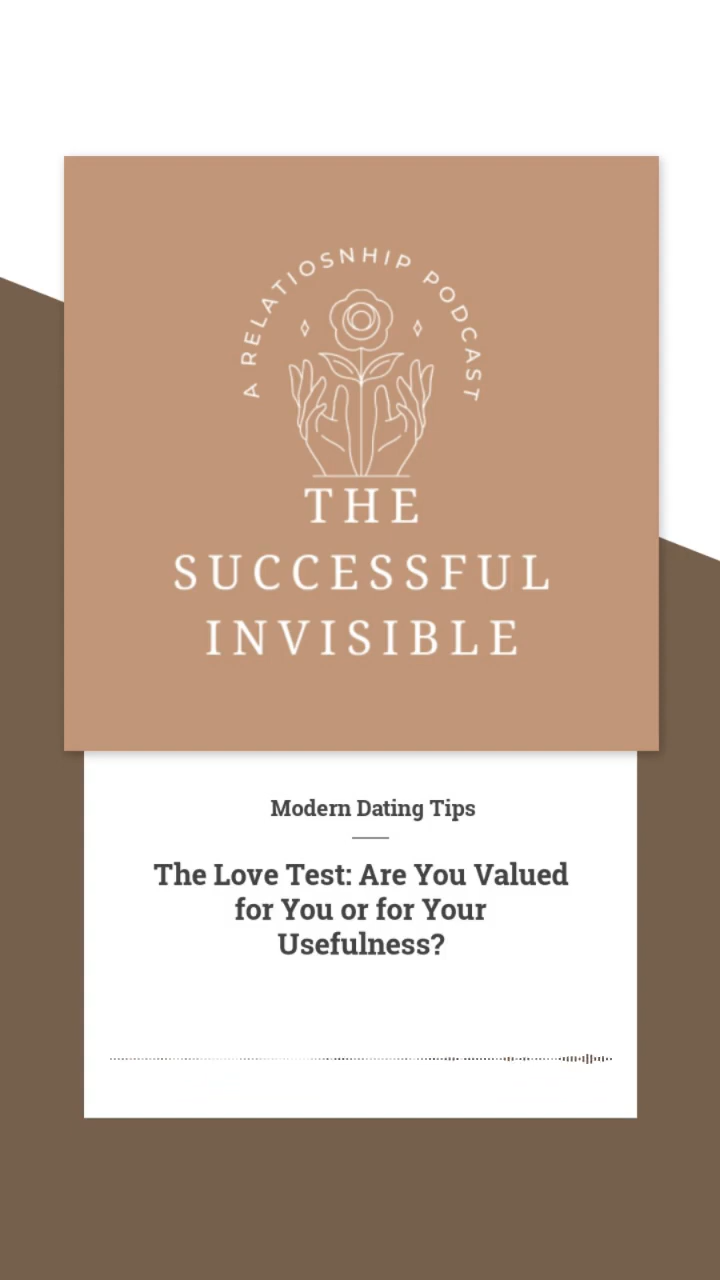 A RELATIOSNHIP PODCAST
THE
SUCCESSFUL
INVISIBLE
Modern Dating Tips
The Love Test: Are You Valued
for You or for Your
Usefulness?